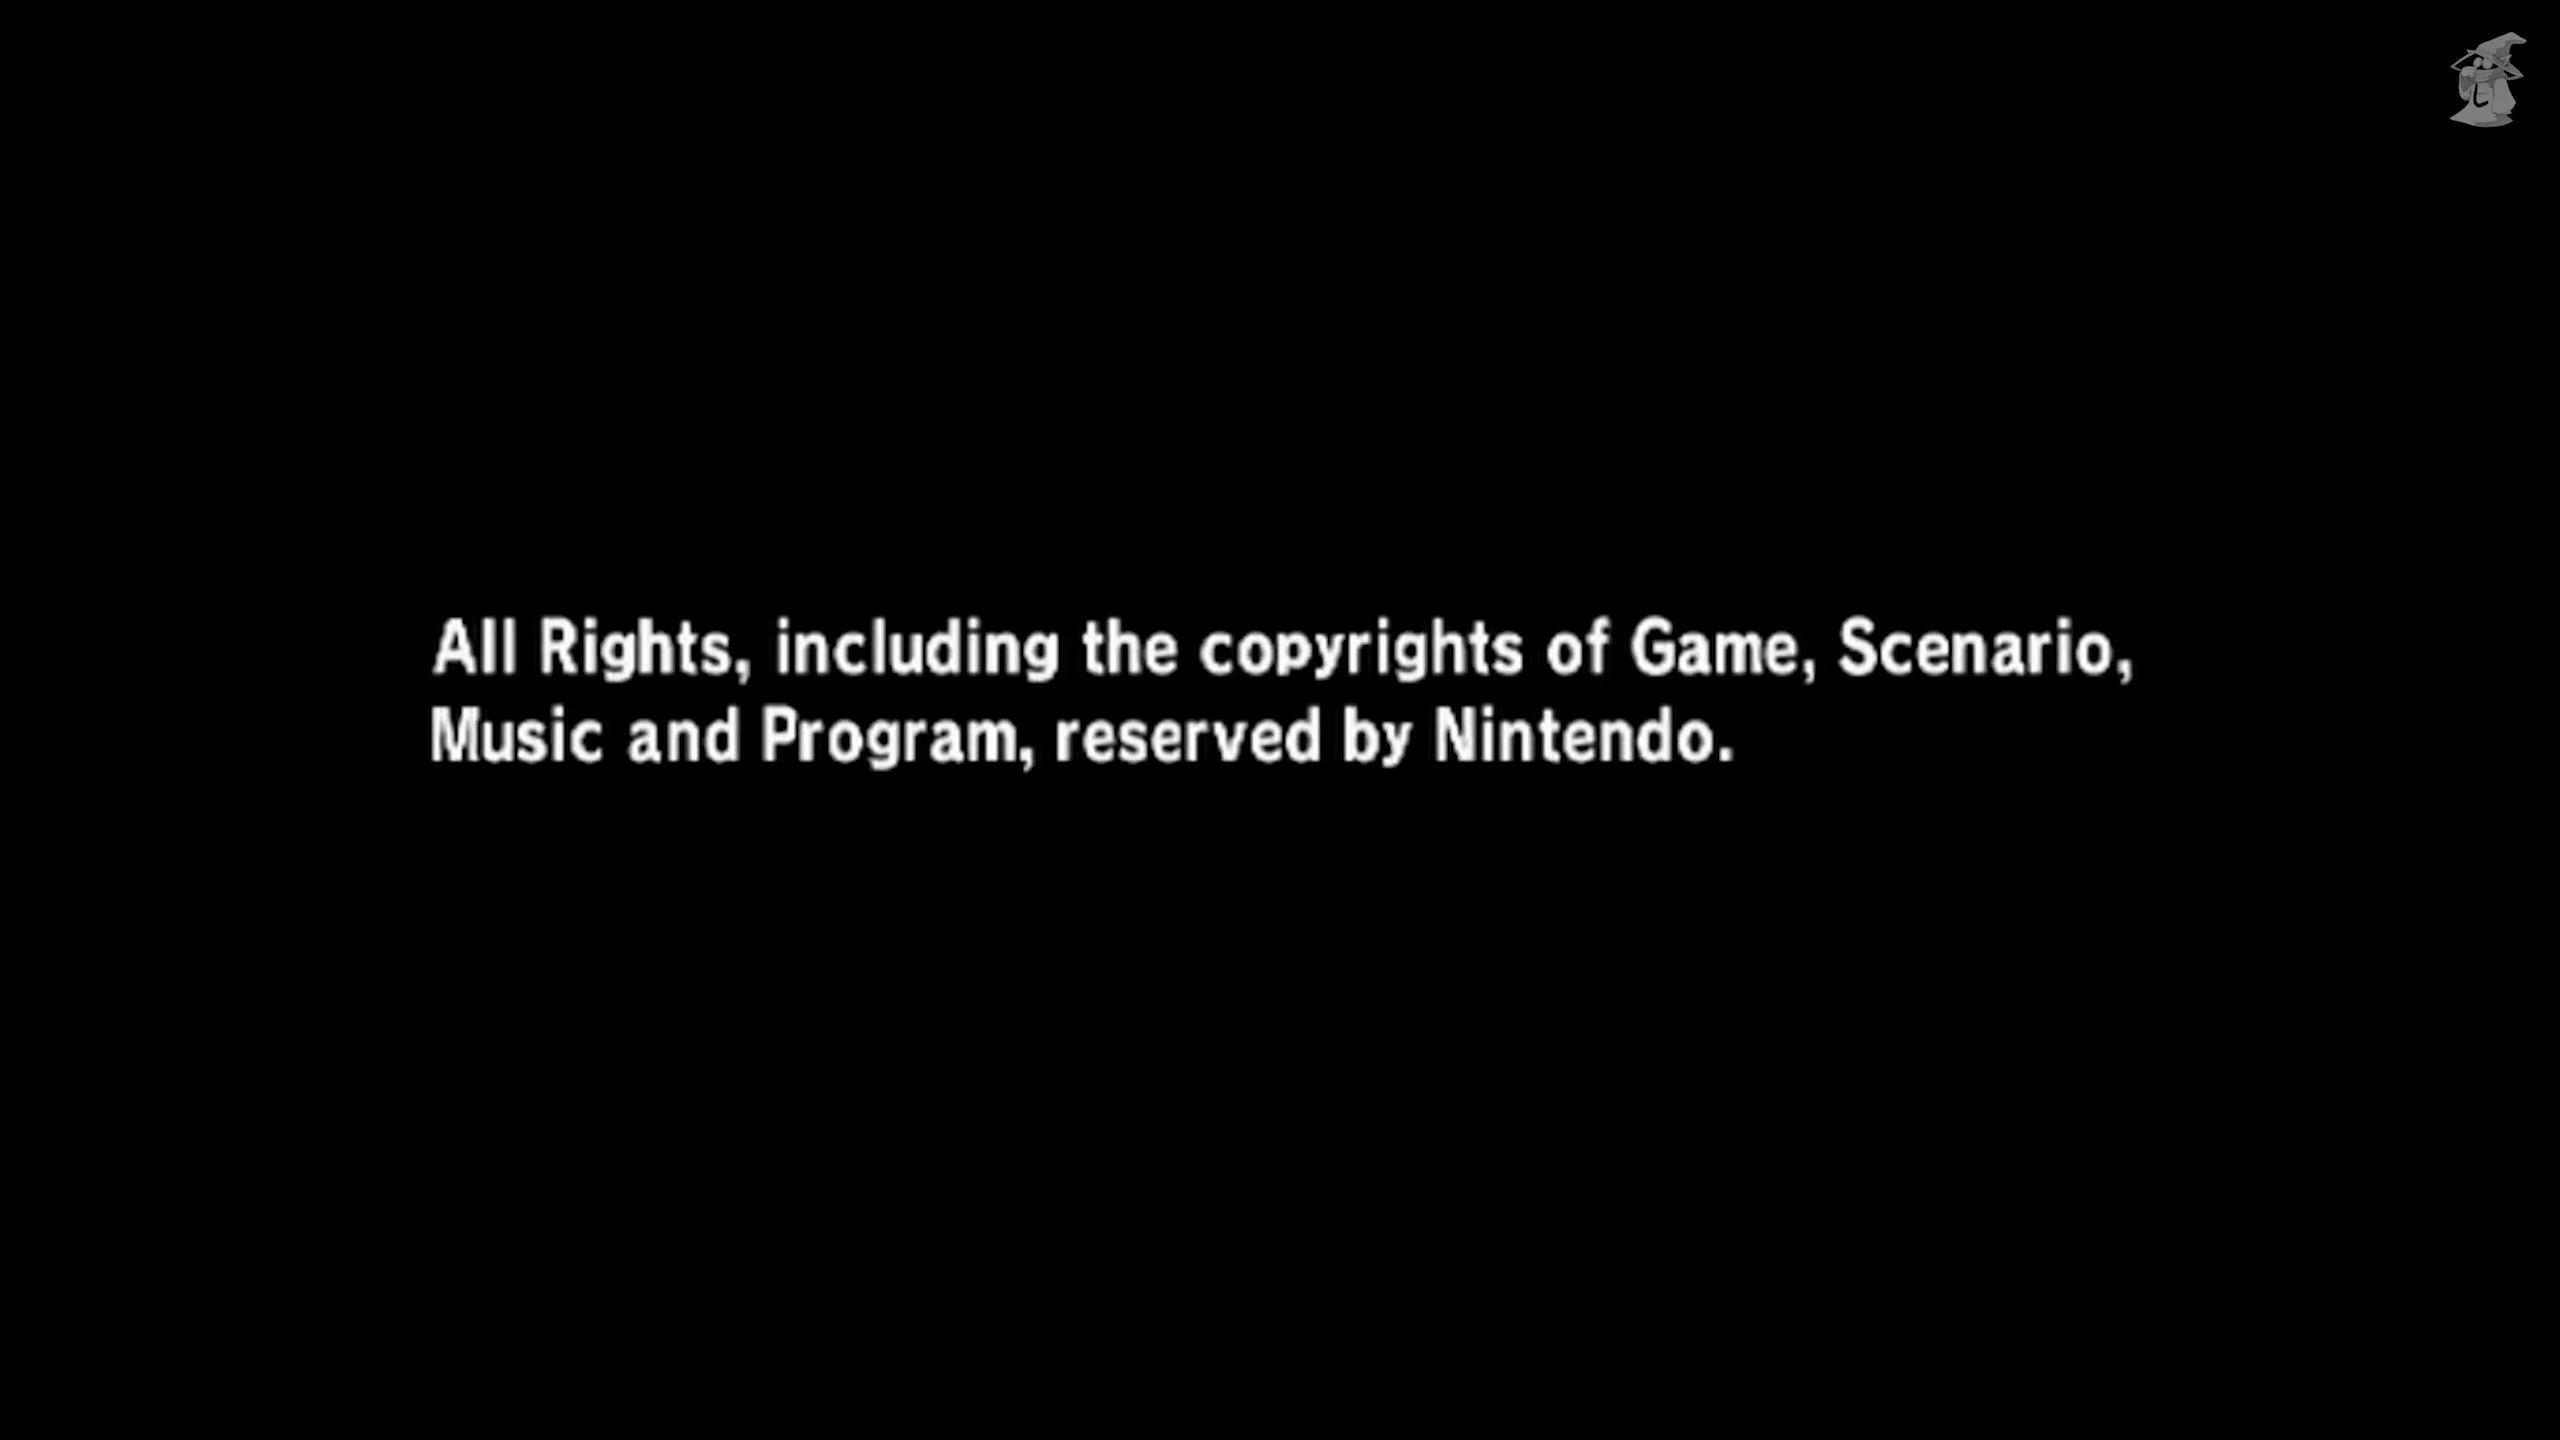 All Rights, including the copyrights of Game, Scenario,
Music and Program, reserved by Nintendo.